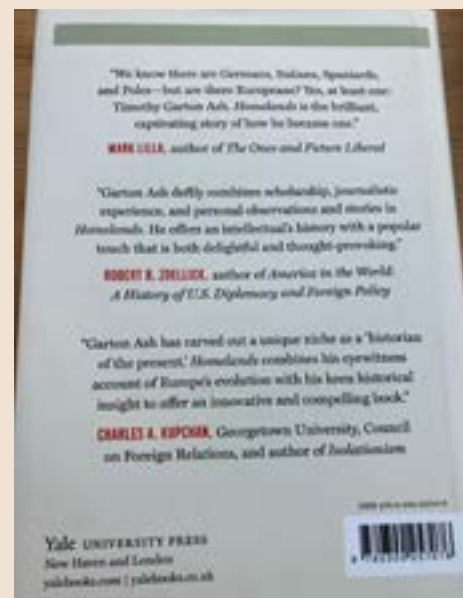 "We know there are Germans, Italians, Spaniards,
and Poles—but are there Europeans? Yes, at least one:
Timothy Garton Ash. Homelands is the brilliant,
captivating story of how he became one."
MARK LILLA, author of The Once and Future Liberal
"Garton Ash deftly combines scholarship, journalistic
experience, and personal observations and stories in
Homelands. He offers an intellectual's history with a popular
touch that is both delightful and thought-provoking."
ROBERT B. ZOELLICK, author of America in the World:
A History of U.S. Diplomacy and Foreign Policy
"Garton Ash has carved out a unique niche as a 'historian
of the present.' Homelands combines his eyewitness
account of Europe's evolution with his keen historical
insight to offer an innovative and compelling book."
CHARLES A. KUPCHAN, Georgetown University, Council
on Foreign Relations, and author of Isolationism
Yale UNIVERSITY PRESS
New Haven and London
yalebooks.com | yalebooks.co.uk